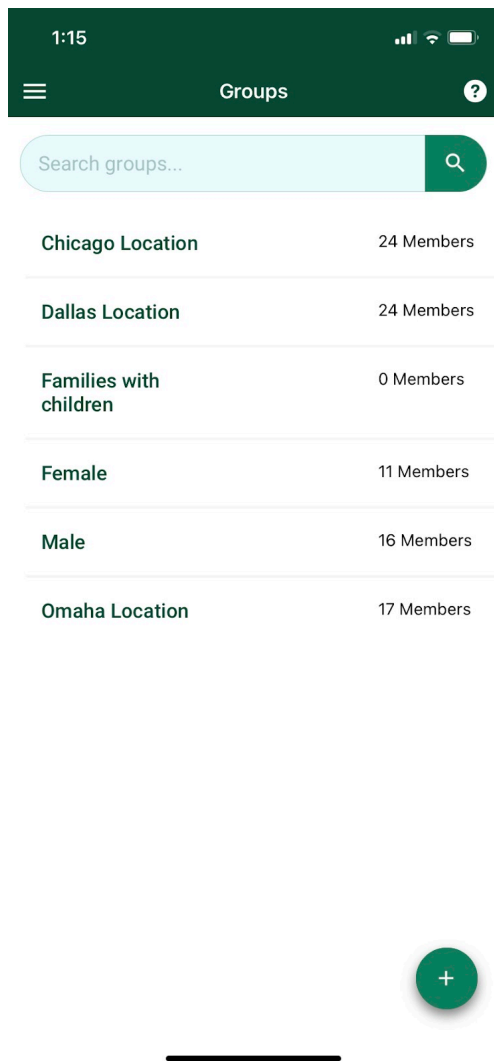 1:15
Groups
?
Search groups...
Chicago Location 24 Members
Dallas Location 24 Members
Families with 0 Members
children
Female 11 Members
Male 16 Members
Omaha Location 17 Members
+